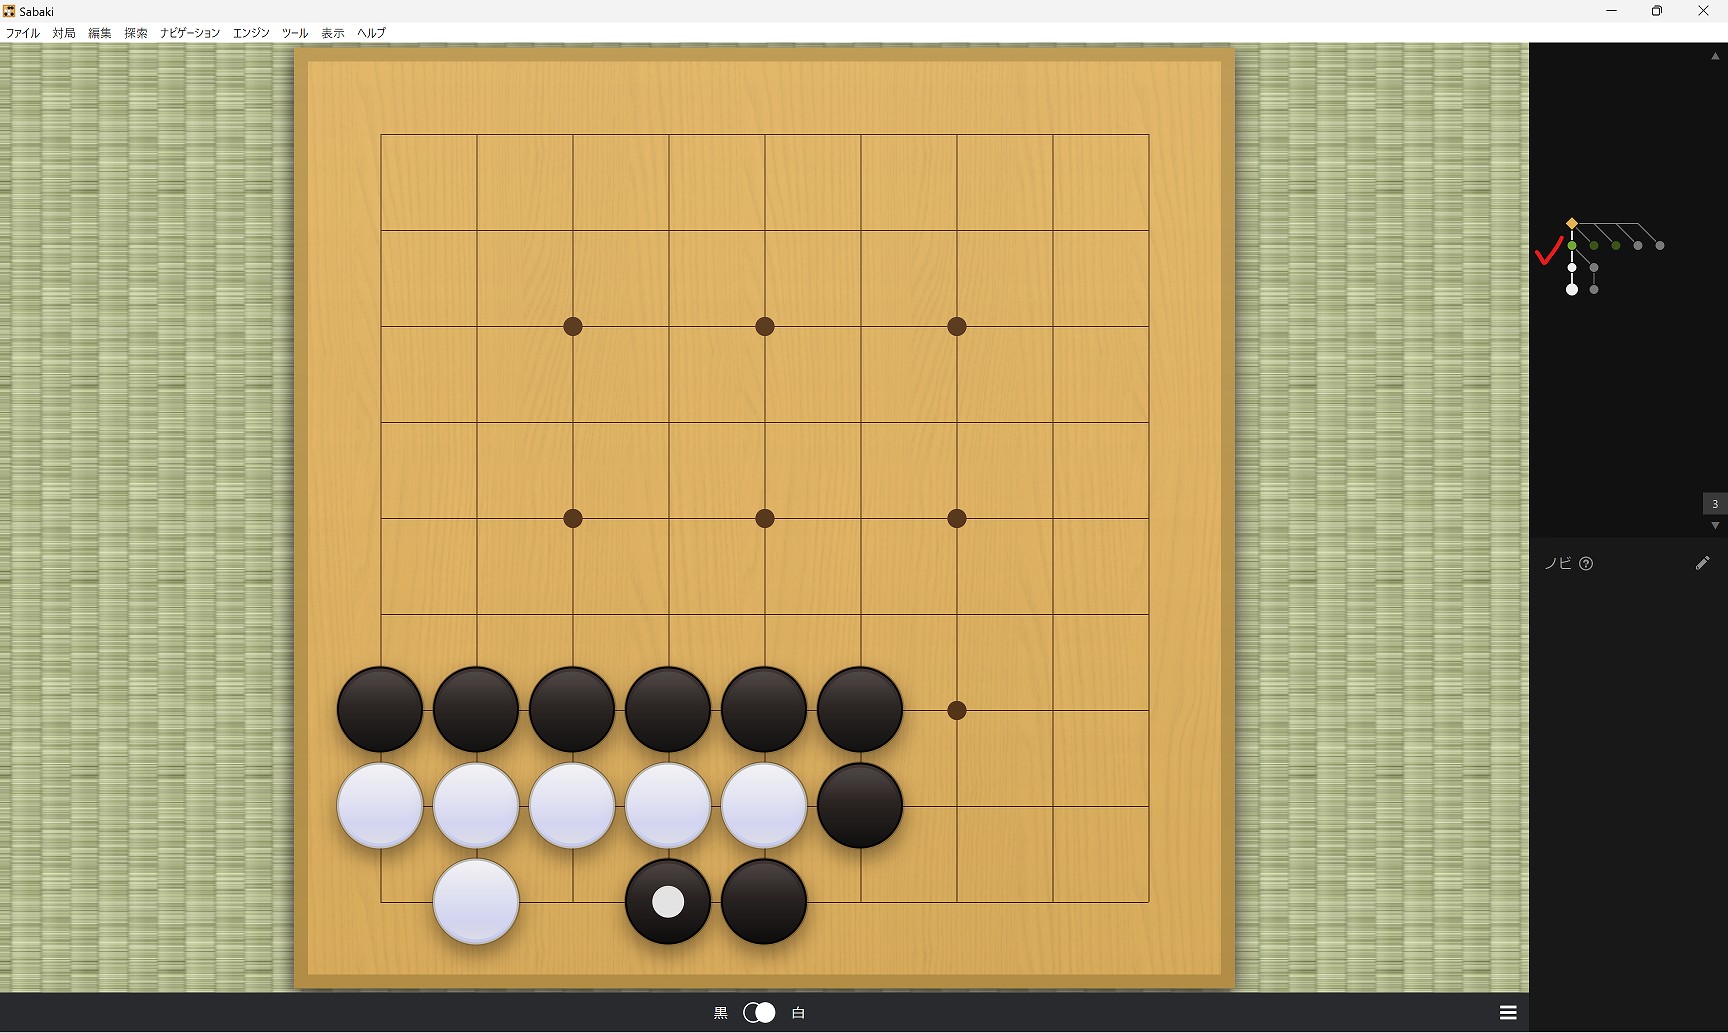 Sabaki
ファイル 対局 編集 探索 ナビゲーション エンジン ツール 表示 ヘルプ
3
ノビ ?
黒 白